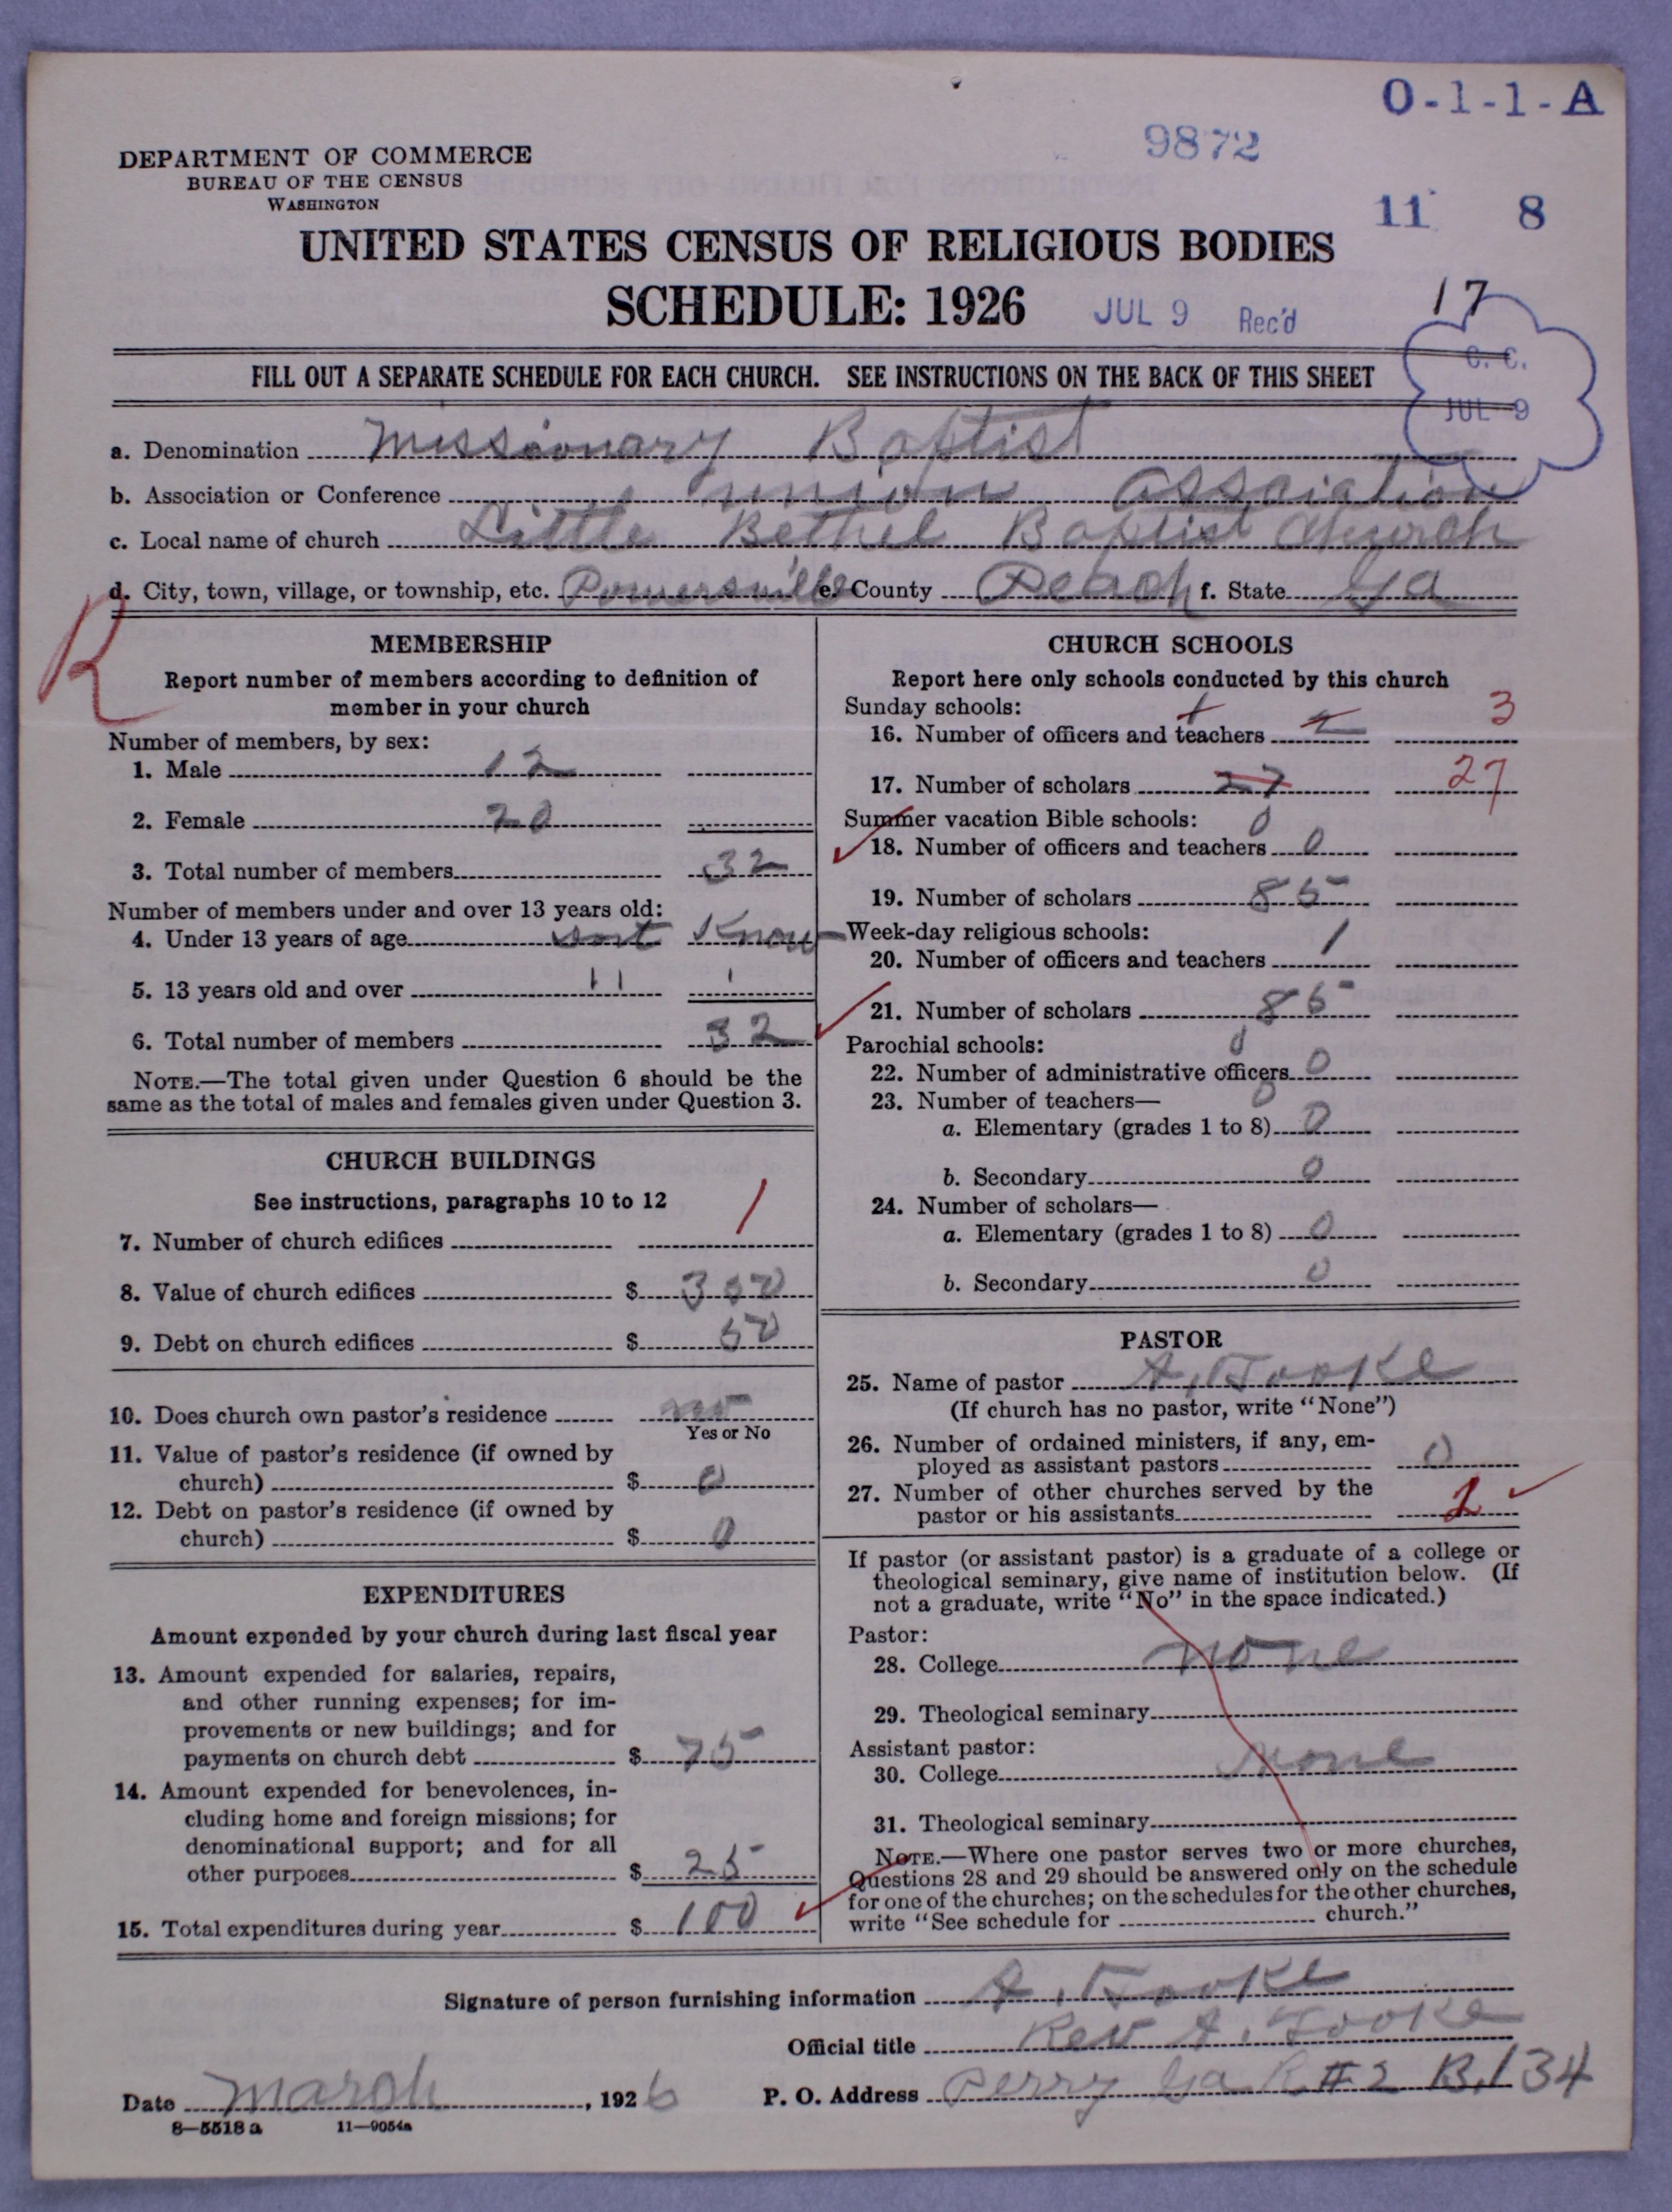 O-1-1-A
9872
DEPARTMENT OF COMMERCE
BUREAU OF THE CENSUS
WASHINGTON
11 8
UNITED STATES CENSUS OF RELIGIOUS BODIES
SCHEDULE: 1926 JUL 9 Rec'd
17
C. C.
JUL 9
FILL OUT A SEPARATE SCHEDULE FOR EACH CHURCH. SEE INSTRUCTIONS ON THE BACK OF THIS SHEET
a. Denomination Missionary Baptist
b. Association or Conference union Association
c. Local name of church Little Bethel Baptist Church
d. City, town, village, or township, etc. Powersville e. County Peach f. State Ga
R
MEMBERSHIP
Report number of members according to definition of
member in your church
Number of members, by sex:
1. Male 12
2. Female 20
3. Total number of members 32
Number of members under and over 13 years old:
4. Under 13 years of age Know
5. 13 years old and over 11 1
6. Total number of members 32
NOTE.—The total given under Question 6 should be the
same as the total of males and females given under Question 3.
CHURCH BUILDINGS
See instructions, paragraphs 10 to 12
7. Number of church edifices 1
8. Value of church edifices $ 300
9. Debt on church edifices $ 50
10. Does church own pastor's residence no
Yes or No
11. Value of pastor's residence (if owned by
church) $ 0
12. Debt on pastor's residence (if owned by
church) $ 0
EXPENDITURES
Amount expended by your church during last fiscal year
13. Amount expended for salaries, repairs,
and other running expenses; for im-
provements or new buildings; and for
payments on church debt $ 75
14. Amount expended for benevolences, in-
cluding home and foreign missions; for
denominational support; and for all
other purposes $ 25
15. Total expenditures during year $ 100
CHURCH SCHOOLS
Report here only schools conducted by this church
Sunday schools:
16. Number of officers and teachers 3
17. Number of scholars 27 27
Summer vacation Bible schools: 0
18. Number of officers and teachers 0
19. Number of scholars 85
Week-day religious schools:
20. Number of officers and teachers 1
21. Number of scholars 85
Parochial schools: 0
22. Number of administrative officers 0
23. Number of teachers— 0
a. Elementary (grades 1 to 8) 0
b. Secondary 0
24. Number of scholars—
a. Elementary (grades 1 to 8) 0
b. Secondary 0
PASTOR
25. Name of pastor A, Tooke
(If church has no pastor, write "None")
26. Number of ordained ministers, if any, em-
ployed as assistant pastors 0
27. Number of other churches served by the
pastor or his assistants
If pastor (or assistant pastor) is a graduate of a college or
theological seminary, give name of institution below. (If
not a graduate, write "No" in the space indicated.)
Pastor:
28. College none
29. Theological seminary
Assistant pastor:
30. College none
31. Theological seminary
NOTE.—Where one pastor serves two or more churches,
Questions 28 and 29 should be answered only on the schedule
for one of the churches; on the schedules for the other churches,
write "See schedule for church."
Signature of person furnishing information A. Tooke
Official title Rev A. Tooke
Date March, 1926 P. O. Address Perry Ga R #2 B. 134
8—5518 a 11—9054a